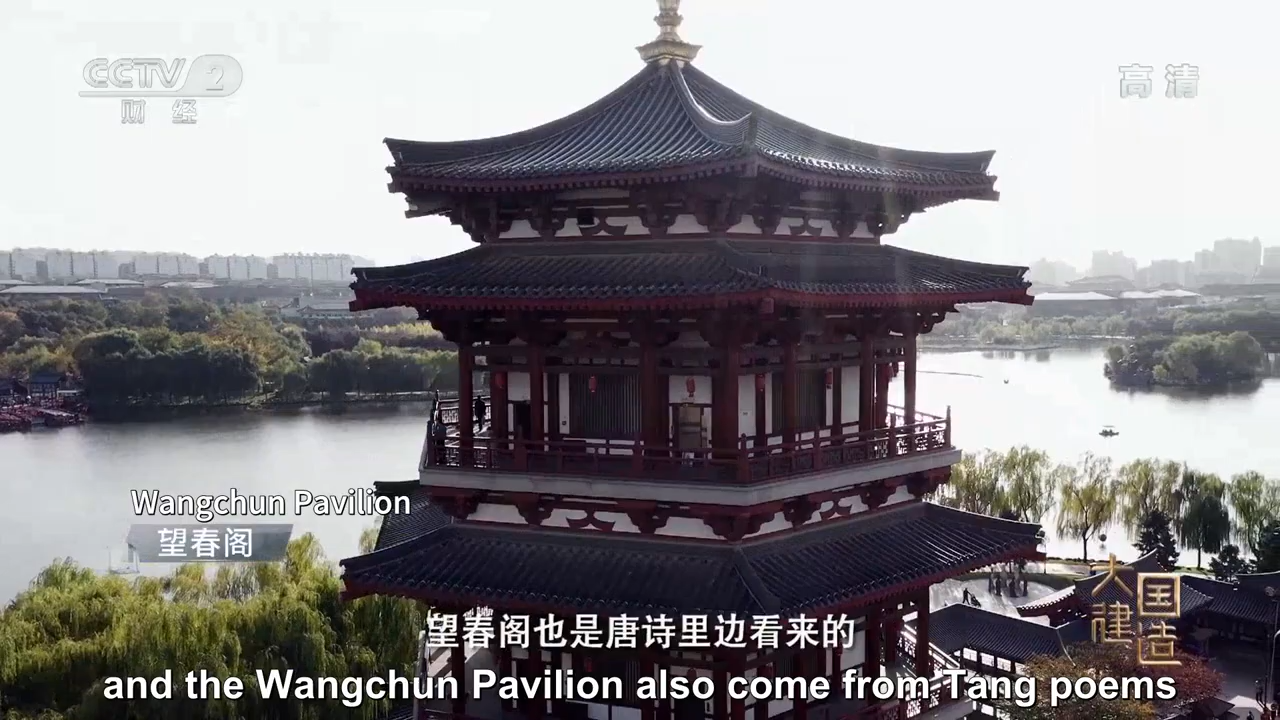 CCTV 2
财 经
高清
Wangchun Pavilion
望春阁
大国
建造
望春阁也是唐诗里边看来的
and the Wangchun Pavilion also come from Tang poems